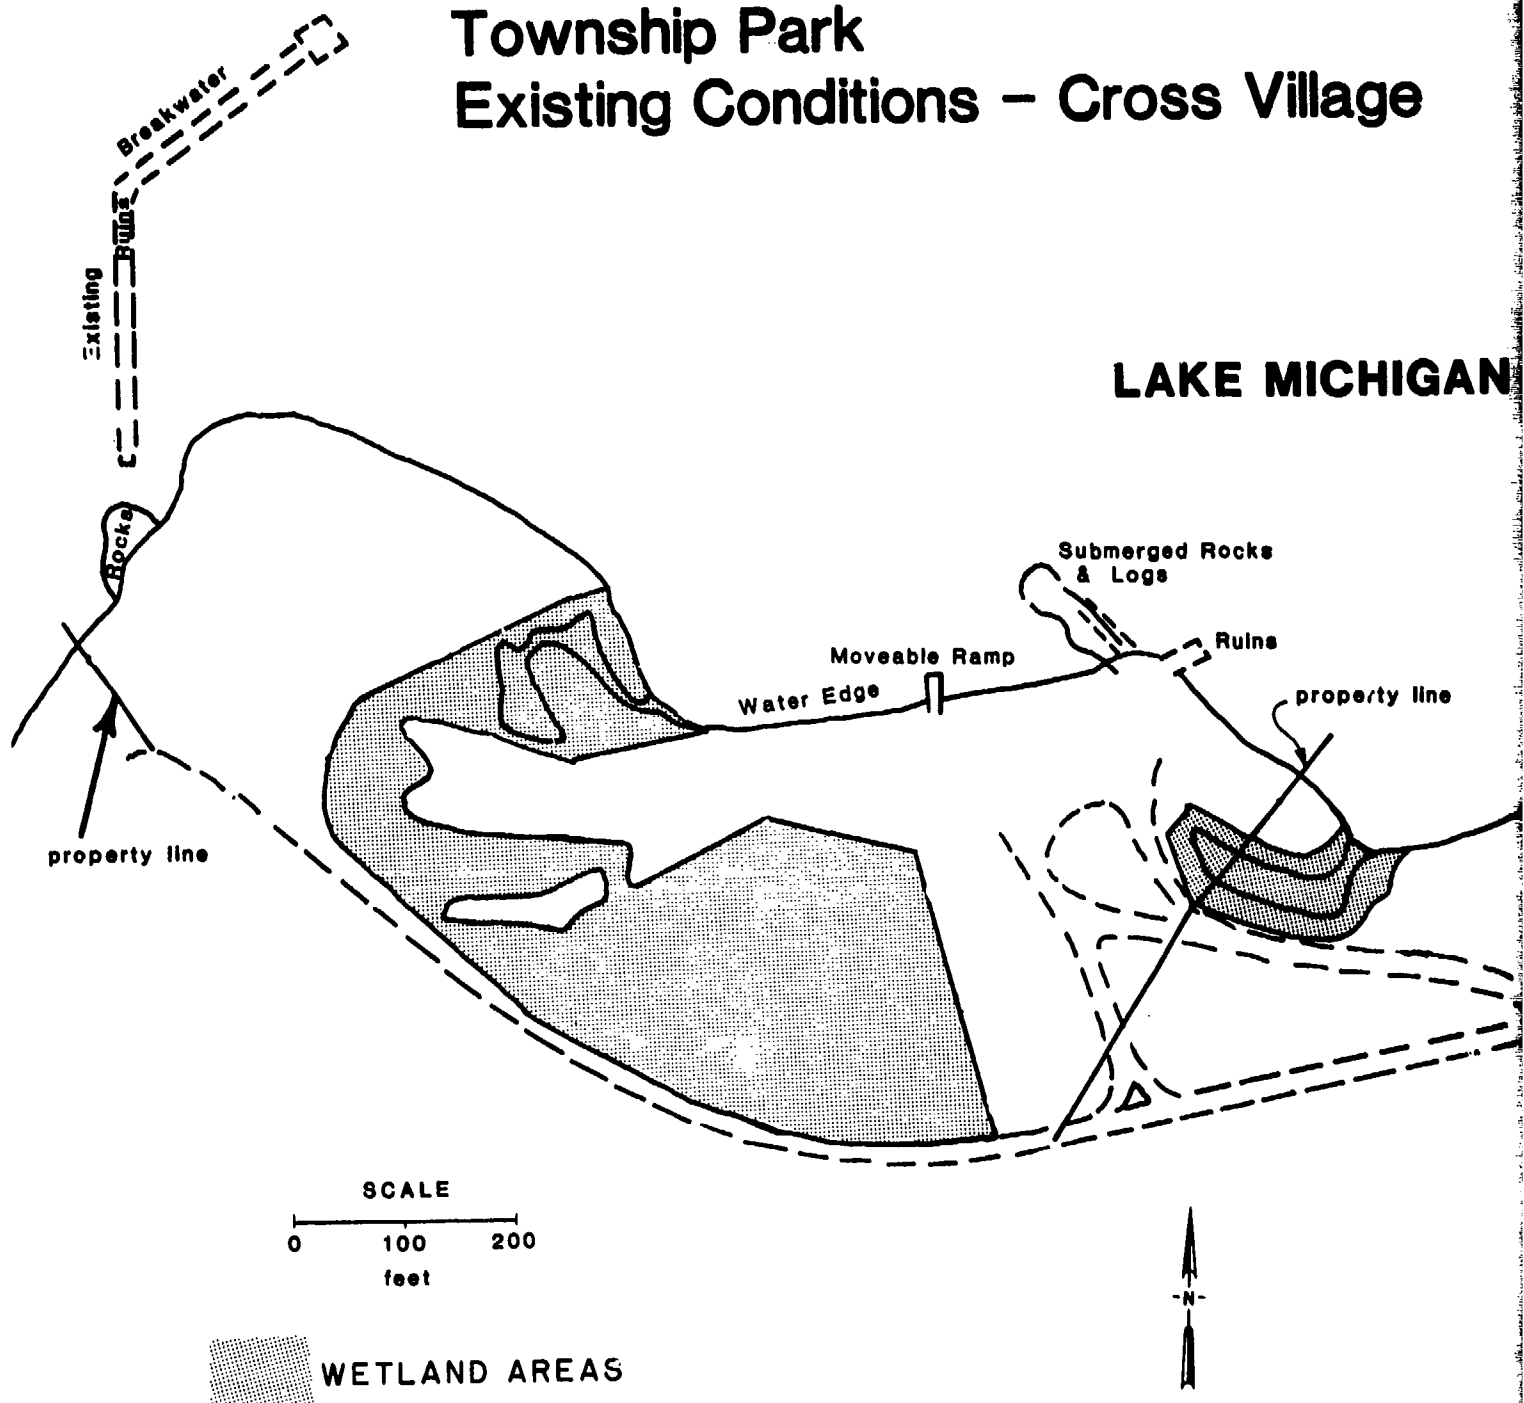 Township Park
Existing Conditions – Cross Village
Breakwater
Ruins
Existing
LAKE MICHIGAN
Rocks
Submerged Rocks
& Logs
Ruins
Moveable Ramp
Water Edge
property line
property line
SCALE
0 100 200
feet
-N-
WETLAND AREAS